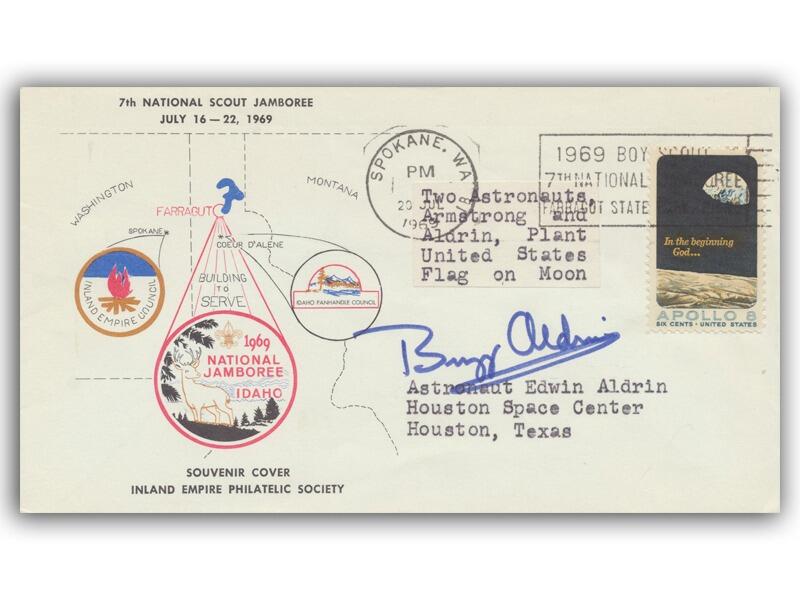 7th NATIONAL SCOUT JAMBOREE
JULY 16 — 22, 1969
WASHINGTON
MONTANA
FARRAGUT
SPOKANE
COEUR D'ALENE
BUILDING
TO
SERVE
INLAND EMPIRE COUNCIL
IDAHO PANHANDLE COUNCIL
1969
NATIONAL
JAMBOREE
IDAHO
SOUVENIR COVER
INLAND EMPIRE PHILATELIC SOCIETY
SPOKANE, WA
PM
20 JUL
1969
1969 BOY SCOUT
7TH NATIONAL
FARRAGOT STATE
Two Astronauts,
Armstrong and
Aldrin, Plant
United States
Flag on Moon
In the beginning
God...
APOLLO 8
SIX CENTS · UNITED STATES
Buzz Aldrin
Astronaut Edwin Aldrin
Houston Space Center
Houston, Texas